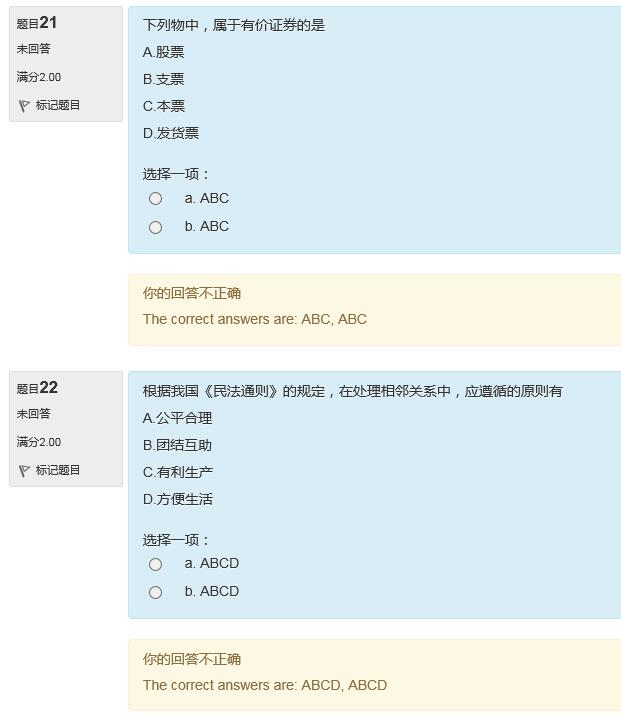 题目21
未回答
满分2.00
标记题目
下列物中，属于有价证券的是
A.股票
B.支票
C.本票
D.发货票
选择一项：
a. ABC
b. ABC
你的回答不正确
The correct answers are: ABC, ABC
题目22
未回答
满分2.00
标记题目
根据我国《民法通则》的规定，在处理相邻关系中，应遵循的原则有
A.公平合理
B.团结互助
C.有利生产
D.方便生活
选择一项：
a. ABCD
b. ABCD
你的回答不正确
The correct answers are: ABCD, ABCD